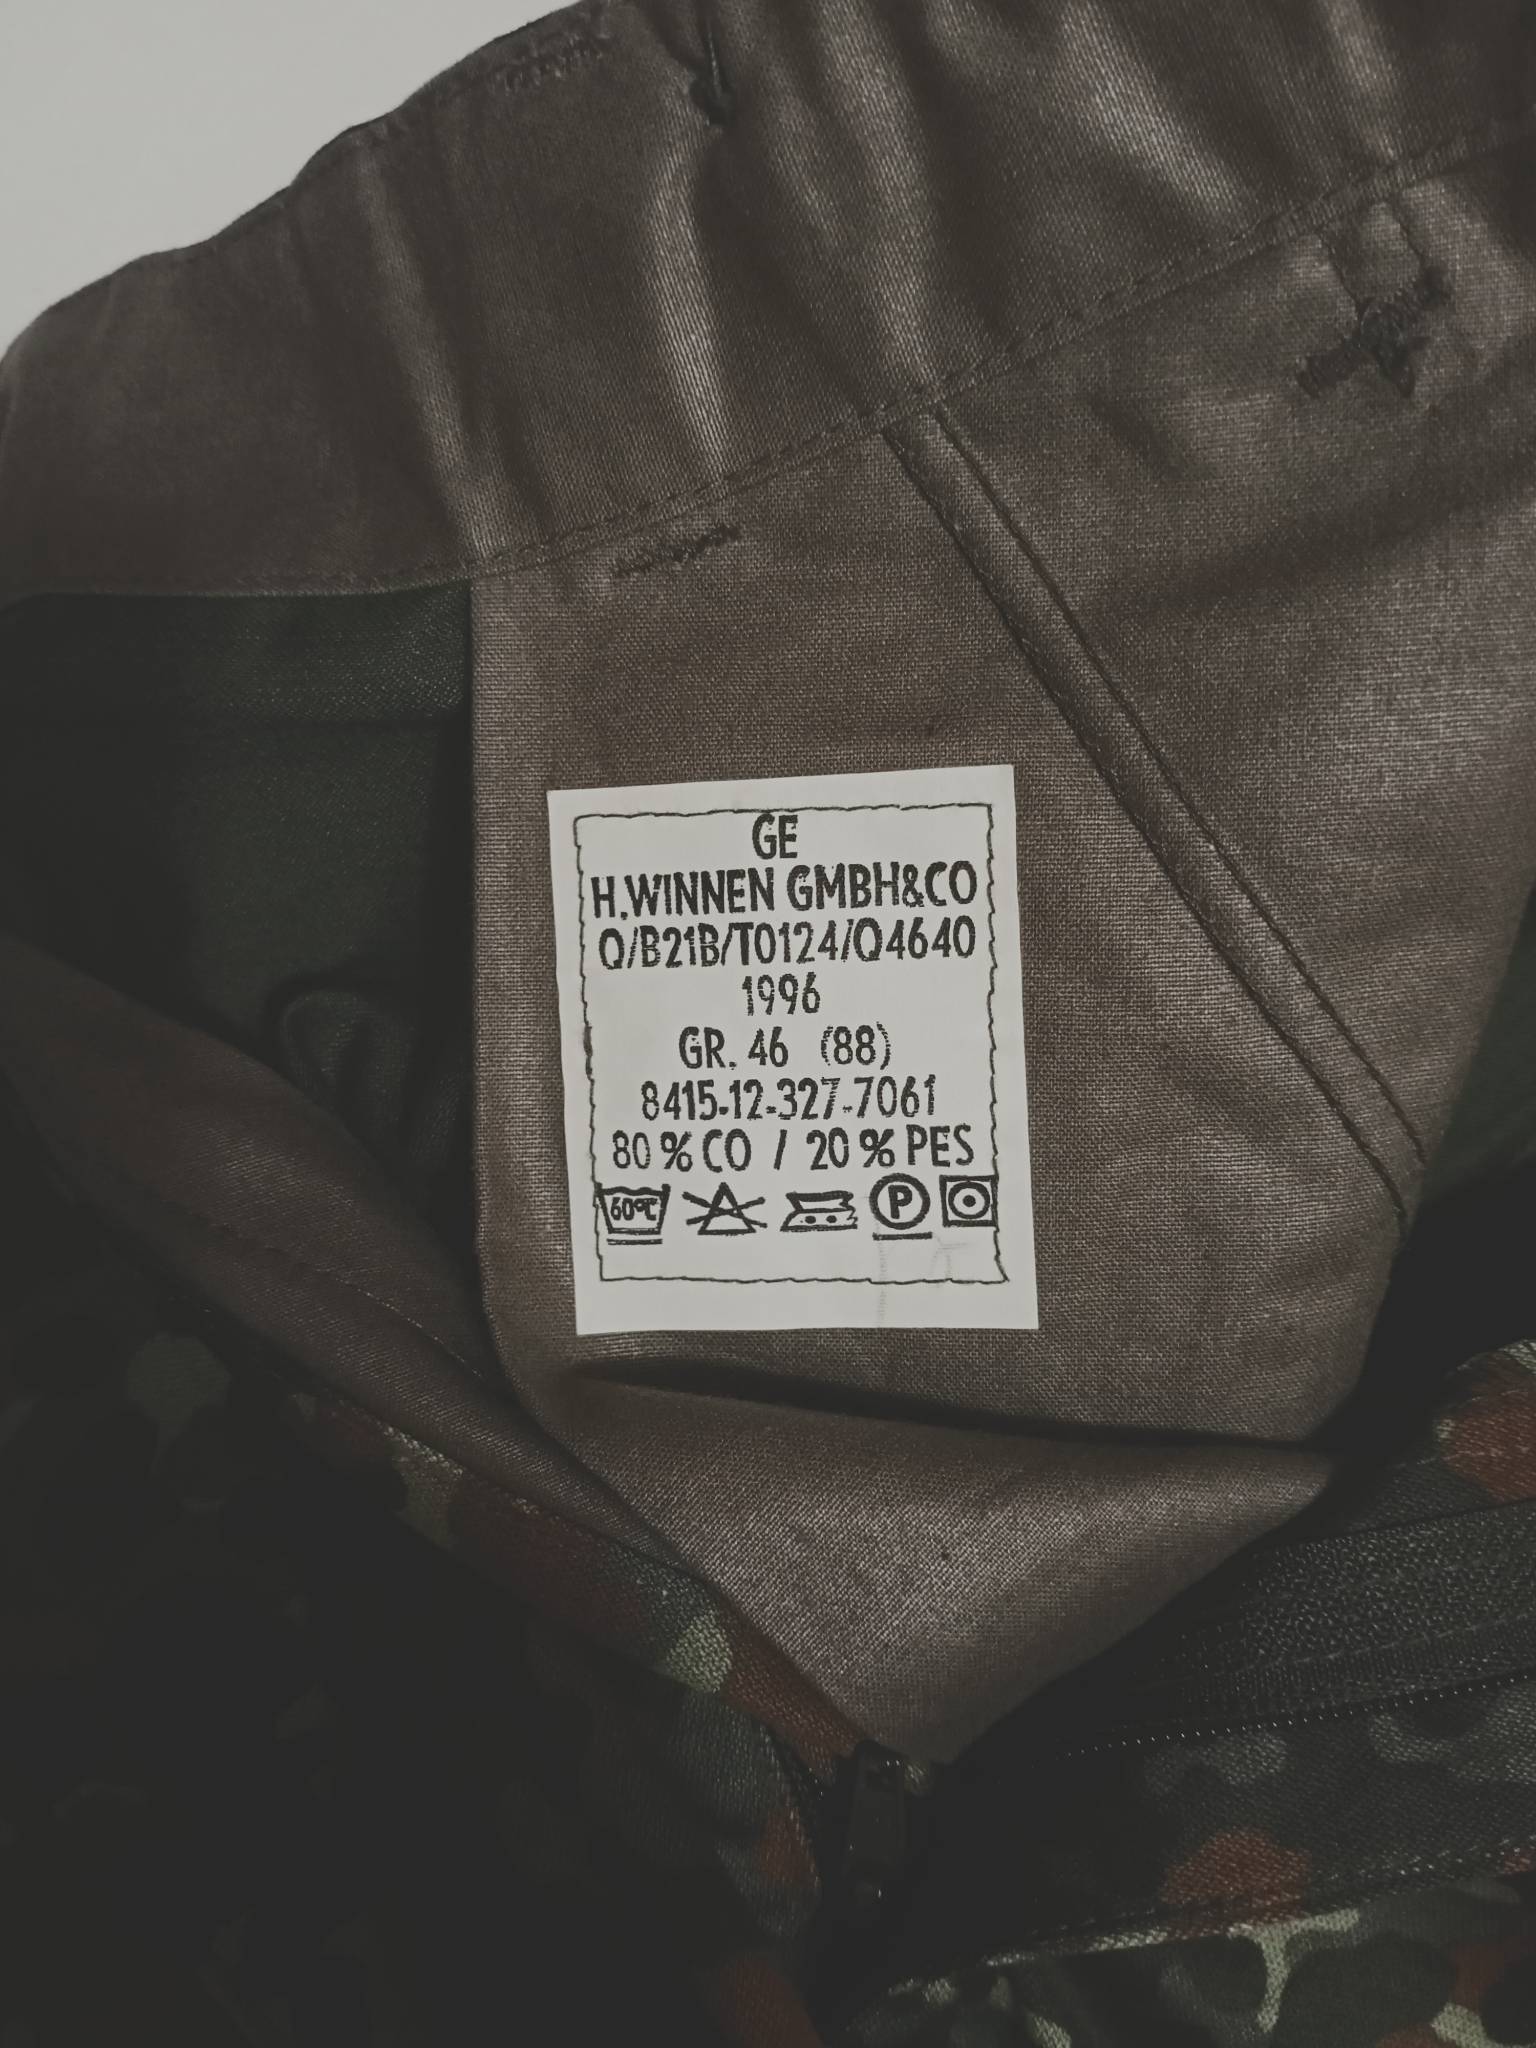 GE
H.WINNEN GMBH&CO
Q/B21B/T0124/Q4640
1996
GR. 46 (88)
8415-12-327-7061
80 % CO / 20 % PES
60°C P